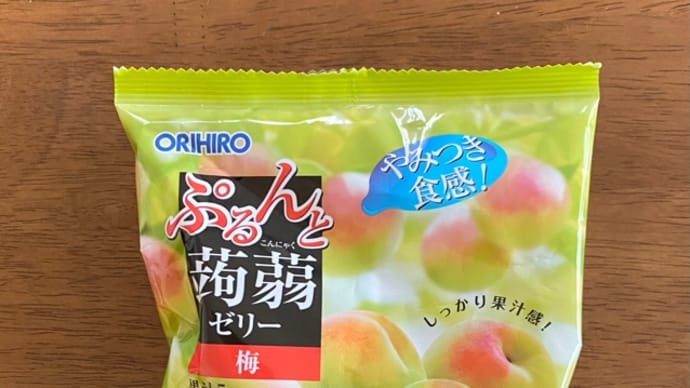 ORIHIRO
やみつき
食感!
ぷるんと
こんにゃく
蒟蒻
ゼリー
梅
しっかり果汁感!